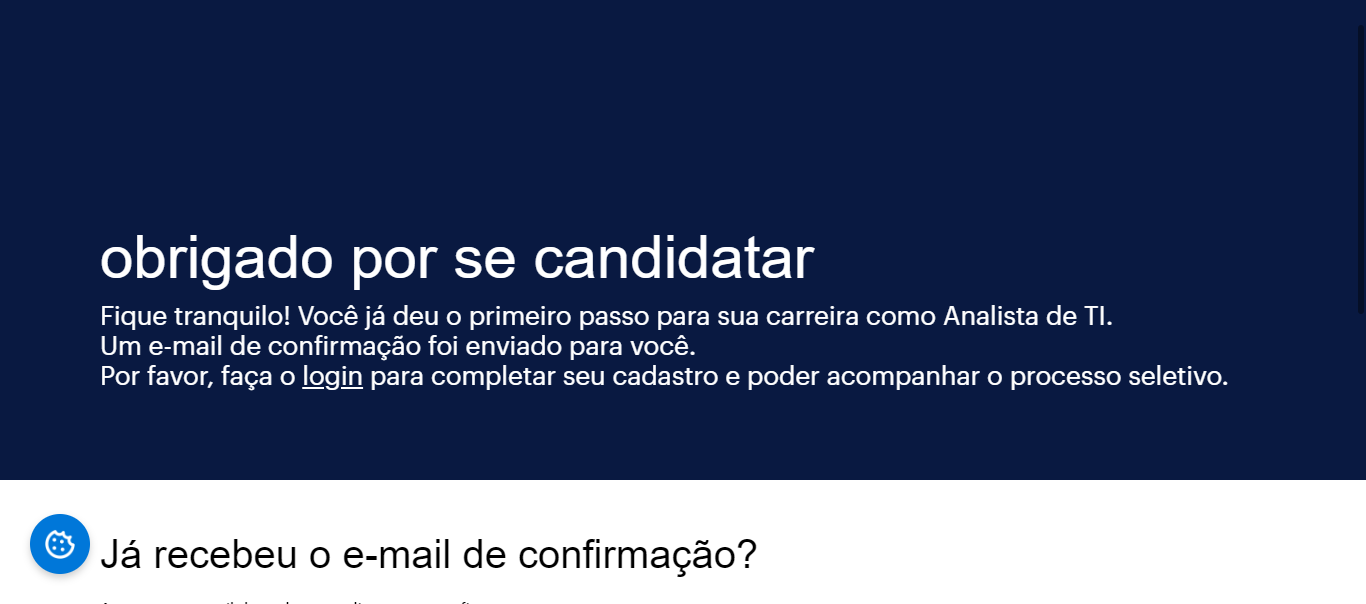 obrigado por se candidatar
Fique tranquilo! Você já deu o primeiro passo para sua carreira como Analista de TI.
Um e-mail de confirmação foi enviado para você.
Por favor, faça o login para completar seu cadastro e poder acompanhar o processo seletivo.
Já recebeu o e-mail de confirmação?